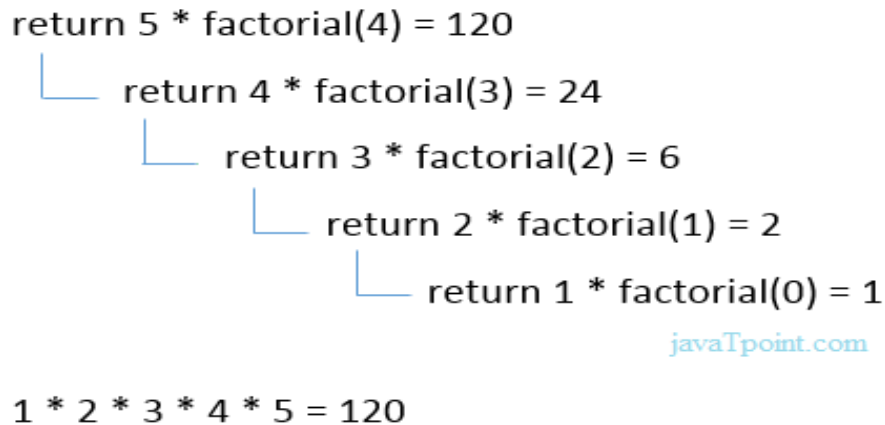 return 5 * factorial(4) = 120
return 4 * factorial(3) = 24
return 3 * factorial(2) = 6
return 2 * factorial(1) = 2
return 1 * factorial(0) = 1
javaTpoint.com
1 * 2 * 3 * 4 * 5 = 120